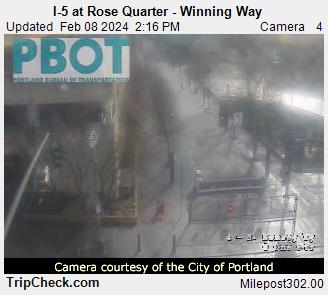 I-5 at Rose Quarter - Winning Way
Updated Feb 08 2024 2:16 PM Camera 4
PBOT
PORTLAND BUREAU OF TRANSPORTATION
Camera courtesy of the City of Portland
TripCheck.com Milepost302.00